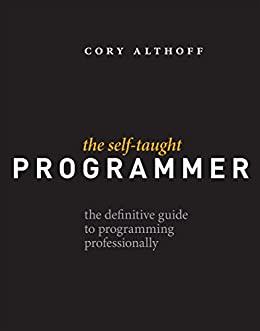 CORY ALTHOFF
the self-taught
PROGRAMMER
the definitive guide
to programming
professionally